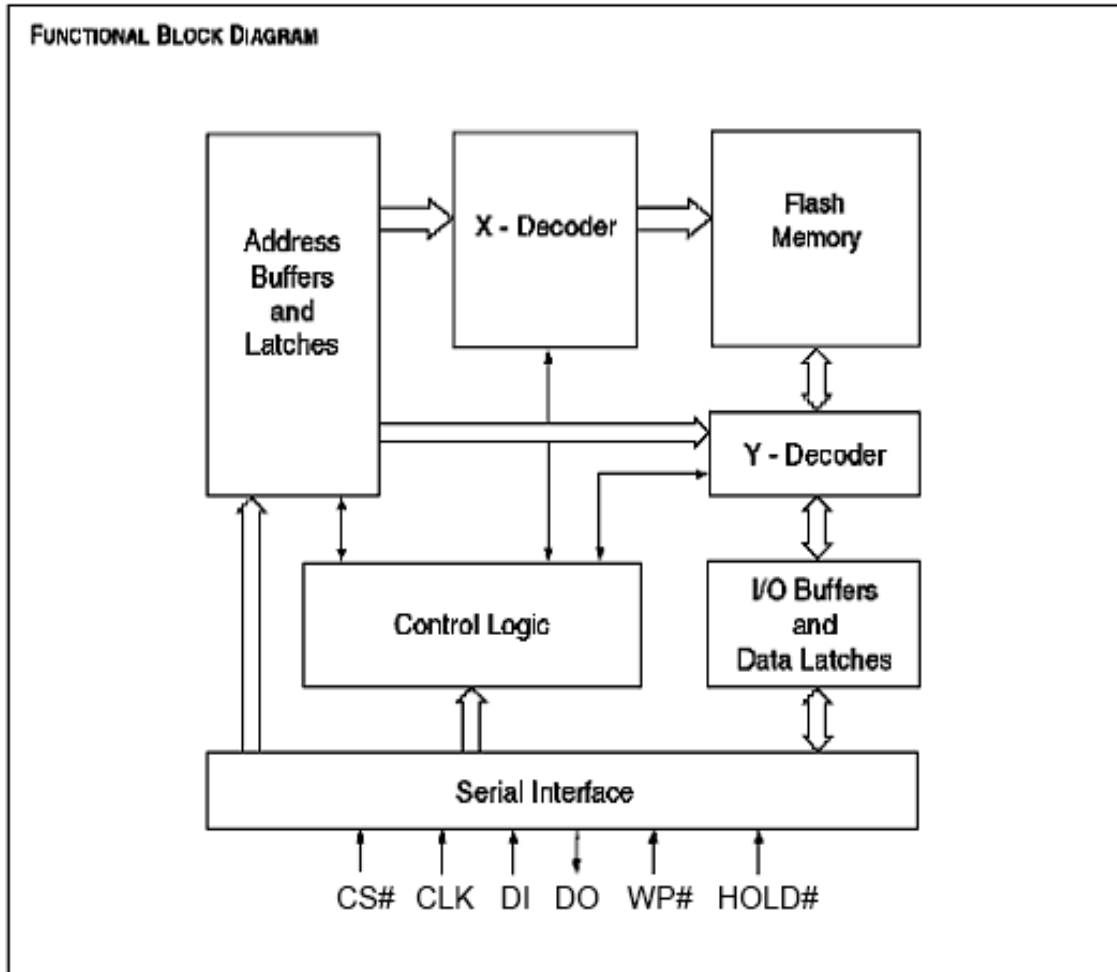 FUNCTIONAL BLOCK DIAGRAM
Address
Buffers
and
Latches
X - Decoder
Flash
Memory
Y - Decoder
Control Logic
I/O Buffers
and
Data Latches
Serial Interface
CS# CLK DI DO WP# HOLD#